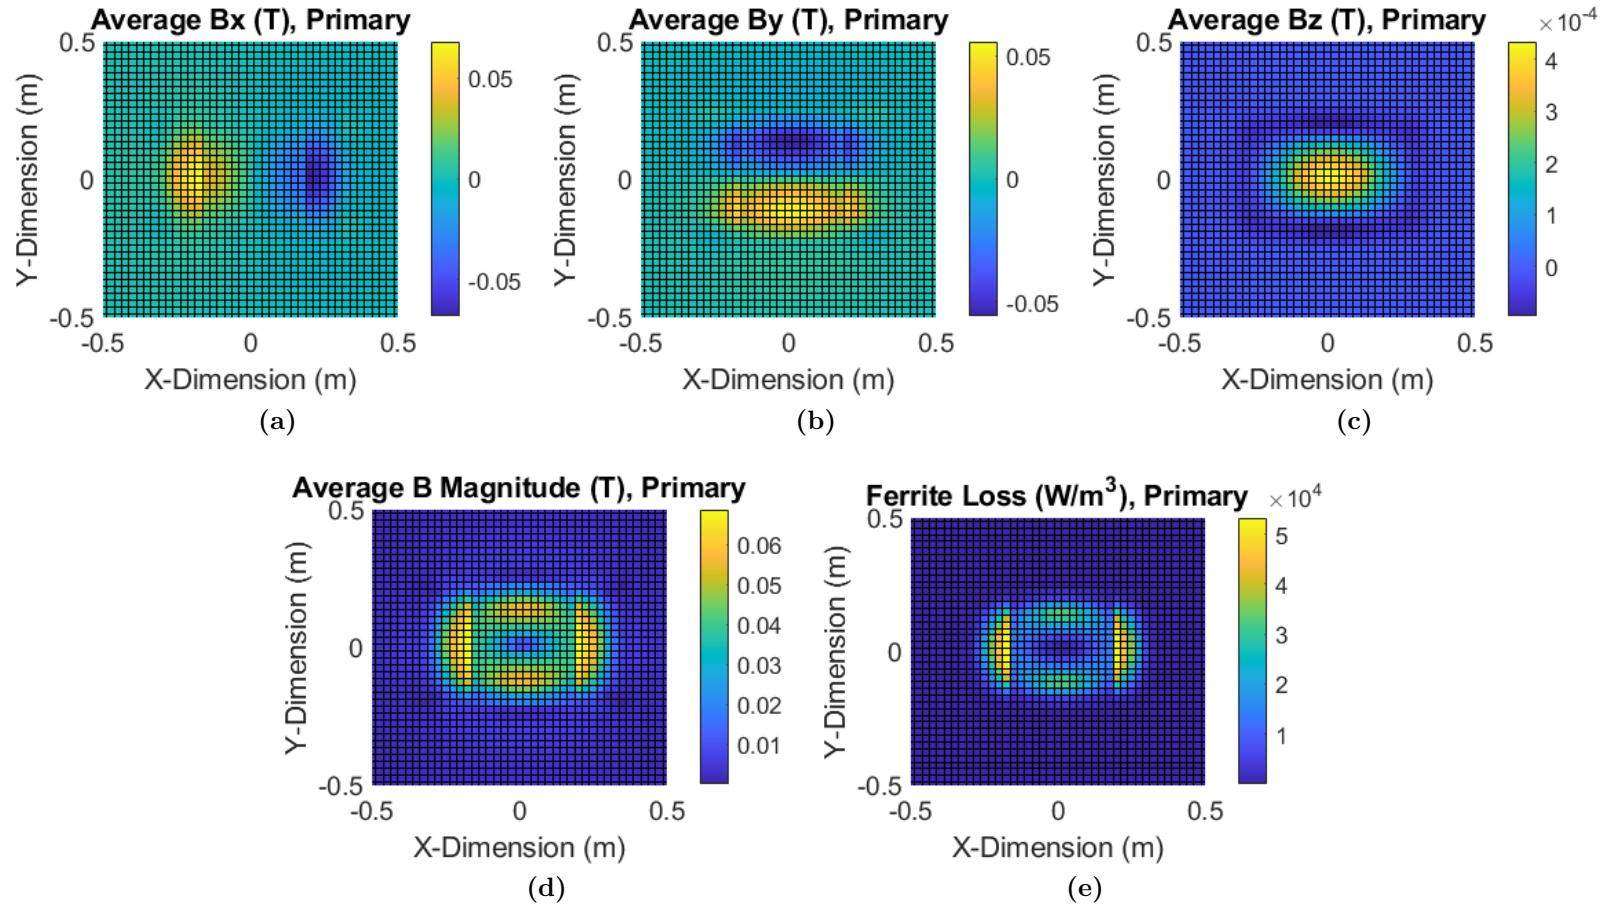 Average Bx (T), Primary
0.5
0
-0.5
Y-Dimension (m)
-0.5 0 0.5
X-Dimension (m)
0.05
0
-0.05
(a)
Average By (T), Primary
0.5
0
-0.5
Y-Dimension (m)
-0.5 0 0.5
X-Dimension (m)
0.05
0
-0.05
(b)
Average Bz (T), Primary
×10-4
0.5
0
-0.5
Y-Dimension (m)
-0.5 0 0.5
X-Dimension (m)
4
3
2
1
0
(c)
Average B Magnitude (T), Primary
0.5
0
-0.5
Y-Dimension (m)
-0.5 0 0.5
X-Dimension (m)
0.06
0.05
0.04
0.03
0.02
0.01
(d)
Ferrite Loss (W/m3), Primary
×104
0.5
0
-0.5
Y-Dimension (m)
-0.5 0 0.5
X-Dimension (m)
5
4
3
2
1
(e)